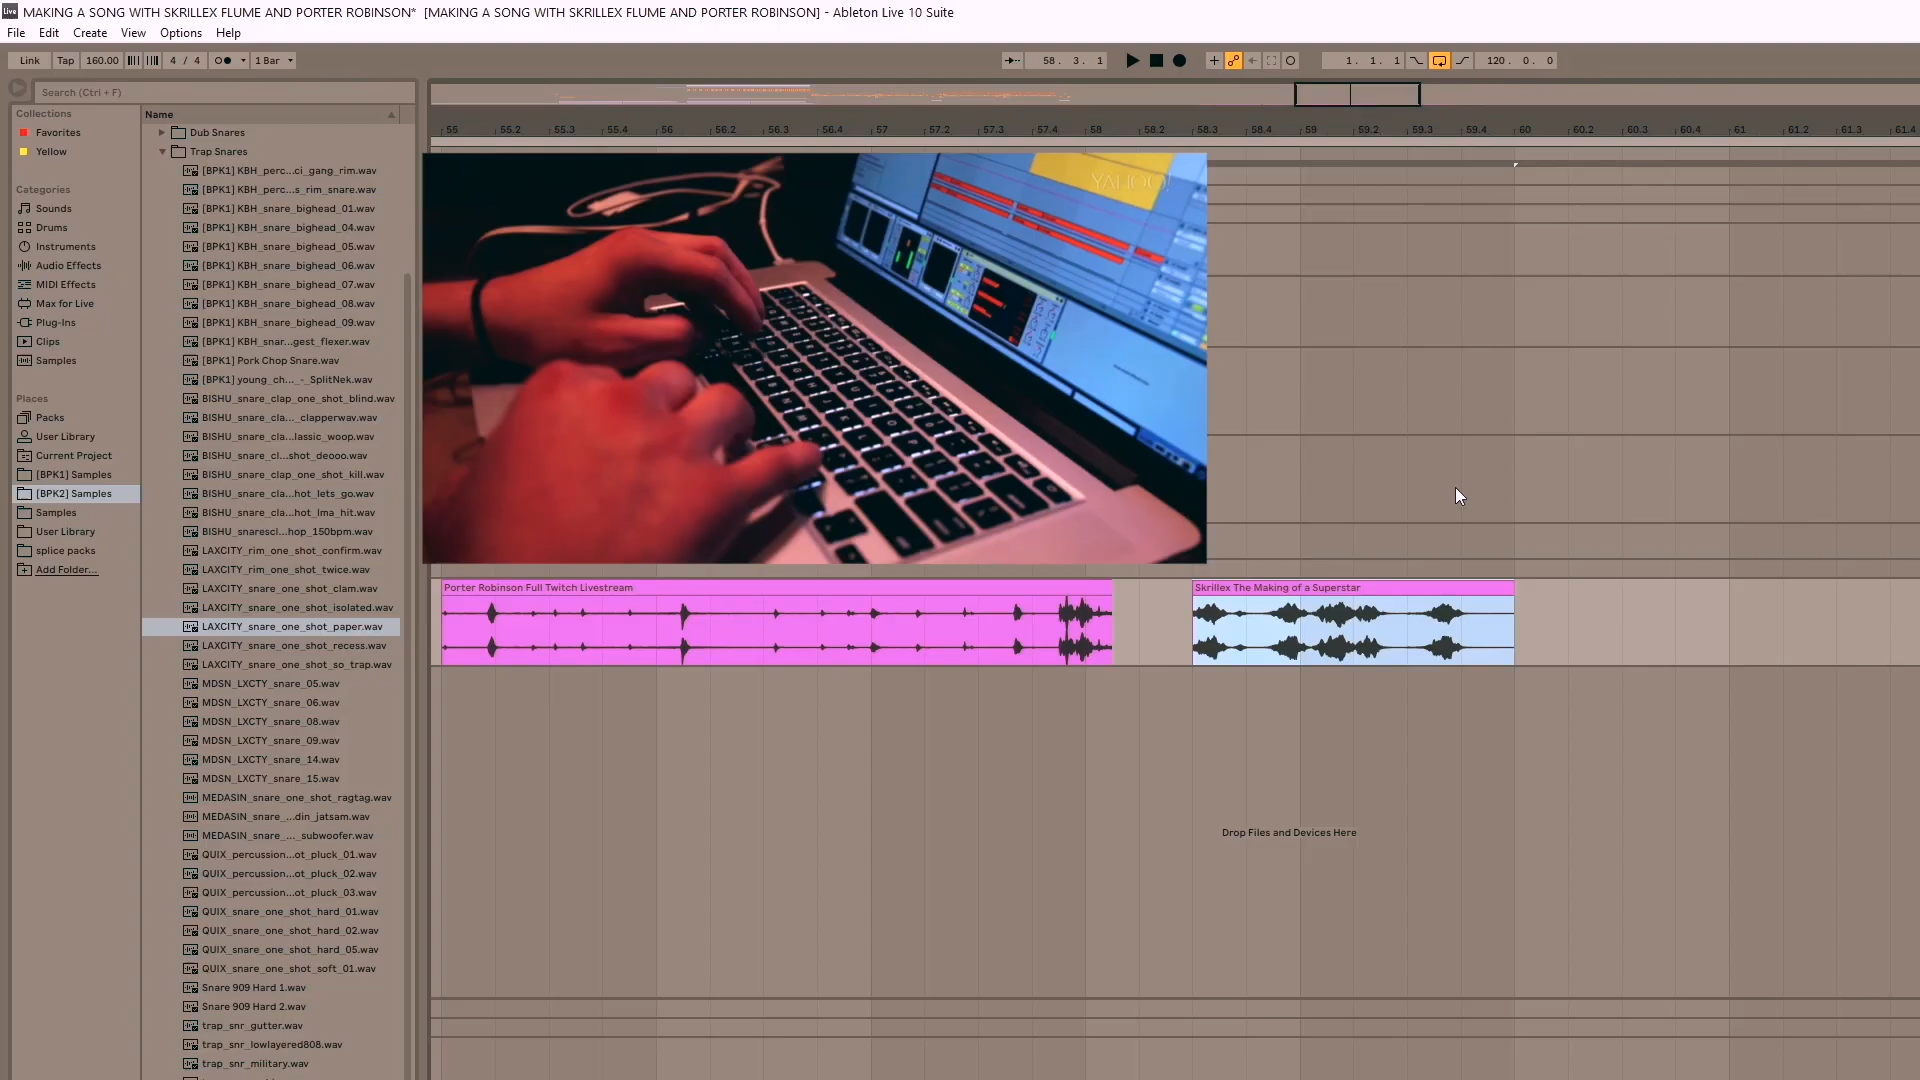 MAKING A SONG WITH SKRILLEX FLUME AND PORTER ROBINSON* [MAKING A SONG WITH SKRILLEX FLUME AND PORTER ROBINSON] - Ableton Live 10 Suite
File Edit Create View Options Help
Link Tap 160.00 4 / 4 1 Bar 58. 3. 1 1. 1. 1 120. 0. 0
Search (Ctrl + F)
Collections
Favorites
Yellow
Categories
Sounds
Drums
Instruments
Audio Effects
MIDI Effects
Max for Live
Plug-Ins
Clips
Samples
Places
Packs
User Library
Current Project
[BPK1] Samples
[BPK2] Samples
Samples
User Library
splice packs
Add Folder...
Name
Dub Snares
Trap Snares
[BPK1] KBH_perc...ci_gang_rim.wav
[BPK1] KBH_perc...s_rim_snare.wav
[BPK1] KBH_snare_bighead_01.wav
[BPK1] KBH_snare_bighead_04.wav
[BPK1] KBH_snare_bighead_05.wav
[BPK1] KBH_snare_bighead_06.wav
[BPK1] KBH_snare_bighead_07.wav
[BPK1] KBH_snare_bighead_08.wav
[BPK1] KBH_snare_bighead_09.wav
[BPK1] KBH_snar...gest_flexer.wav
[BPK1] Pork Chop Snare.wav
[BPK1] young_ch..._-_SplitNek.wav
BISHU_snare_clap_one_shot_blind.wav
BISHU_snare_cla..._clapperwav.wav
BISHU_snare_cla...lassic_woop.wav
BISHU_snare_cl...shot_deooo.wav
BISHU_snare_clap_one_shot_kill.wav
BISHU_snare_cla...hot_lets_go.wav
BISHU_snare_cla...hot_lma_hit.wav
BISHU_snarescl...hop_150bpm.wav
LAXCITY_rim_one_shot_confirm.wav
LAXCITY_rim_one_shot_twice.wav
LAXCITY_snare_one_shot_clam.wav
LAXCITY_snare_one_shot_isolated.wav
LAXCITY_snare_one_shot_paper.wav
LAXCITY_snare_one_shot_recess.wav
LAXCITY_snare_one_shot_so_trap.wav
MDSN_LXCTY_snare_05.wav
MDSN_LXCTY_snare_06.wav
MDSN_LXCTY_snare_08.wav
MDSN_LXCTY_snare_09.wav
MDSN_LXCTY_snare_14.wav
MDSN_LXCTY_snare_15.wav
MEDASIN_snare_one_shot_ragtag.wav
MEDASIN_snare_...din_jatsam.wav
MEDASIN_snare_..._subwoofer.wav
QUIX_percussion...ot_pluck_01.wav
QUIX_percussion...ot_pluck_02.wav
QUIX_percussion...ot_pluck_03.wav
QUIX_snare_one_shot_hard_01.wav
QUIX_snare_one_shot_hard_02.wav
QUIX_snare_one_shot_hard_05.wav
QUIX_snare_one_shot_soft_01.wav
Snare 909 Hard 1.wav
Snare 909 Hard 2.wav
trap_snr_gutter.wav
trap_snr_lowlayered808.wav
trap_snr_military.wav
55 55.2 55.3 55.4 56 56.2 56.3 56.4 57 57.2 57.3 57.4 58 58.2 58.3 58.4 59 59.2 59.3 59.4 60 60.2 60.3 60.4 61 61.2 61.3 61.4
YAHOO!
Porter Robinson Full Twitch Livestream
Skrillex The Making of a Superstar
Drop Files and Devices Here